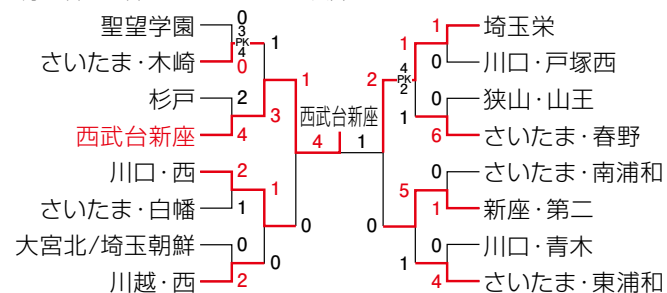 聖望学園
0
3
PK
4
さいたま・木崎
0
1
杉戸
2
西武台新座
4
3
1
川口・西
2
さいたま・白幡
1
1
大宮北/埼玉朝鮮
0
川越・西
2
0
0
西武台新座
4
1
埼玉栄
1
川口・戸塚西
0
1
2
4
PK
2
狭山・山王
0
さいたま・春野
6
1
さいたま・南浦和
0
新座・第二
1
5
川口・青木
0
さいたま・東浦和
4
1
0